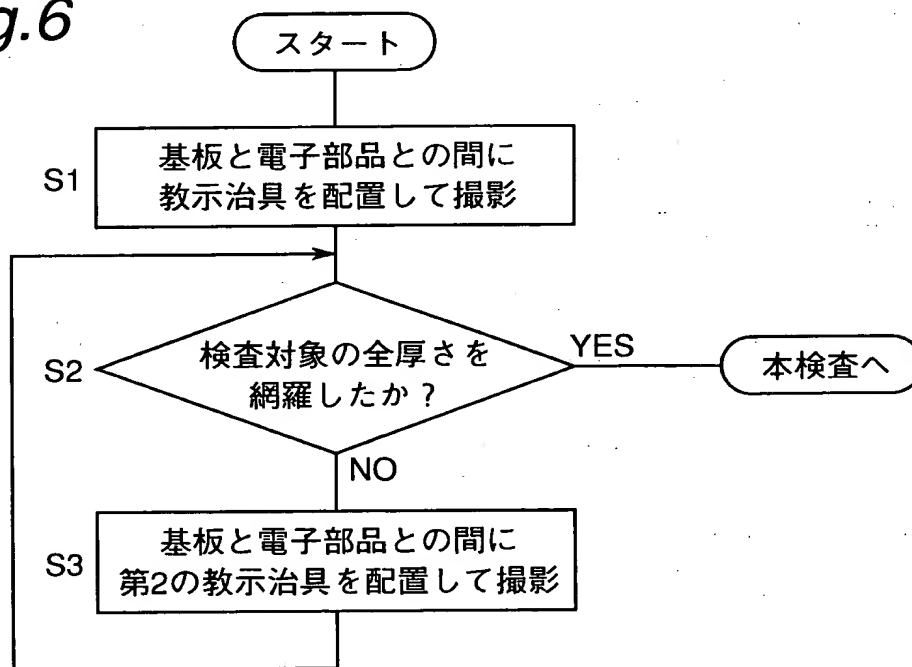 g.6
スタート
S1
基板と電子部品との間に
教示治具を配置して撮影
S2
検査対象の全厚さを
網羅したか？
YES
本検査へ
NO
S3
基板と電子部品との間に
第2の教示治具を配置して撮影